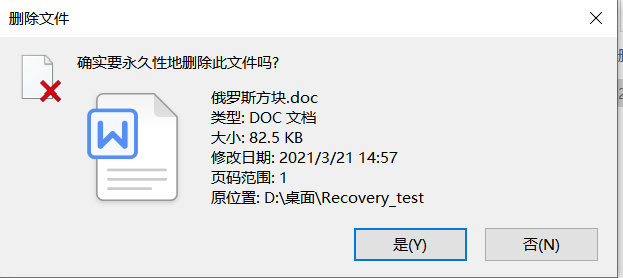 删除文件
确实要永久性地删除此文件吗?
W
俄罗斯方块.doc
类型: DOC 文档
大小: 82.5 KB
修改日期: 2021/3/21 14:57
页码范围: 1
原位置: D:\桌面\Recovery_test
是(Y)
否(N)